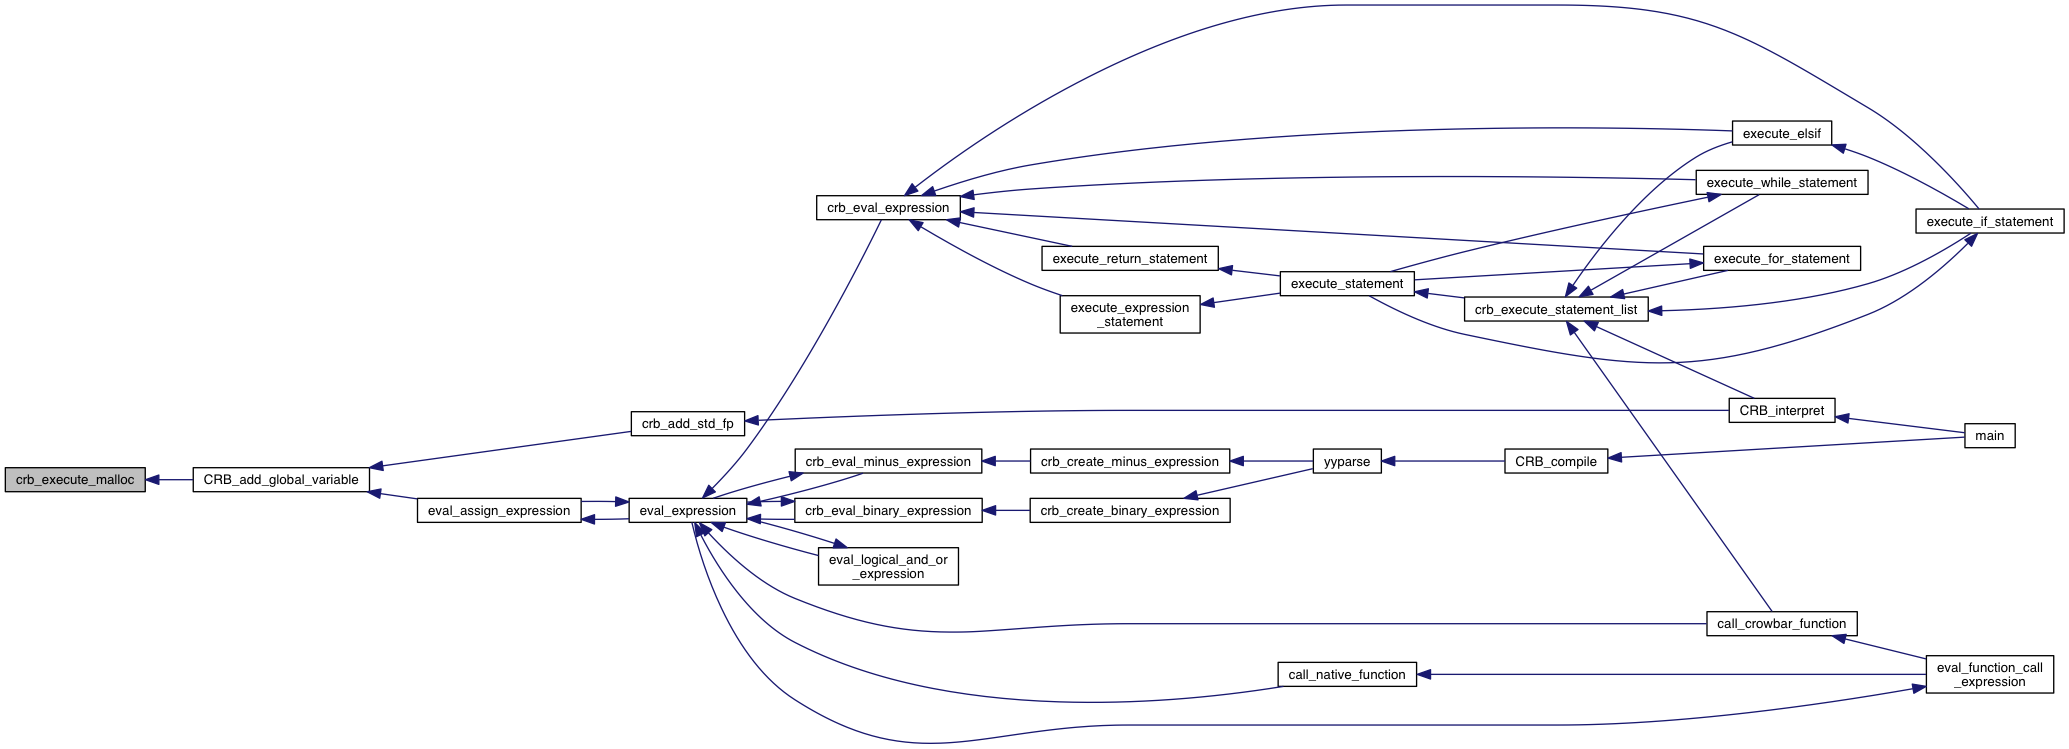 execute_elsif
execute_while_statement
crb_eval_expression
execute_if_statement
execute_return_statement
execute_for_statement
execute_statement
execute_expression
_statement
crb_execute_statement_list
CRB_interpret
crb_add_std_fp
main
crb_eval_minus_expression
crb_create_minus_expression
yyparse
CRB_compile
crb_execute_malloc
CRB_add_global_variable
eval_assign_expression
eval_expression
crb_eval_binary_expression
crb_create_binary_expression
eval_logical_and_or
_expression
call_crowbar_function
call_native_function
eval_function_call
_expression